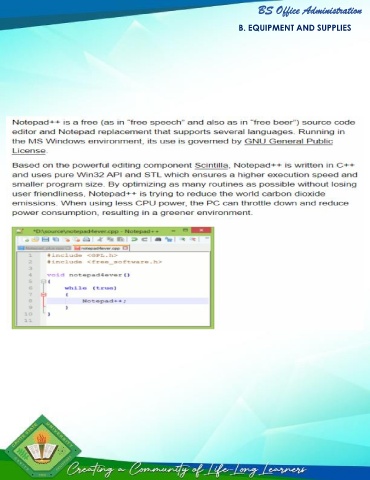 BS Office Administration
B. EQUIPMENT AND SUPPLIES
Notepad++ is a free (as in "free speech" and also as in "free beer") source code
editor and Notepad replacement that supports several languages. Running in
the MS Windows environment, its use is governed by GNU General Public
License.
Based on the powerful editing component Scintilla, Notepad++ is written in C++
and uses pure Win32 API and STL which ensures a higher execution speed and
smaller program size. By optimizing as many routines as possible without losing
user friendliness, Notepad++ is trying to reduce the world carbon dioxide
emissions. When using less CPU power, the PC can throttle down and reduce
power consumption, resulting in a greener environment.
*D:\source\notepad4ever.cpp - Notepad++
notepad4ever.cpp
1 #include <GPL.h>
2 #include <free_software.h>
3
4 void notepad4ever()
5 {
6 while (true)
7 {
8 Notepad++;
9 }
10 }
11
Creating a Community of Life-Long Learners